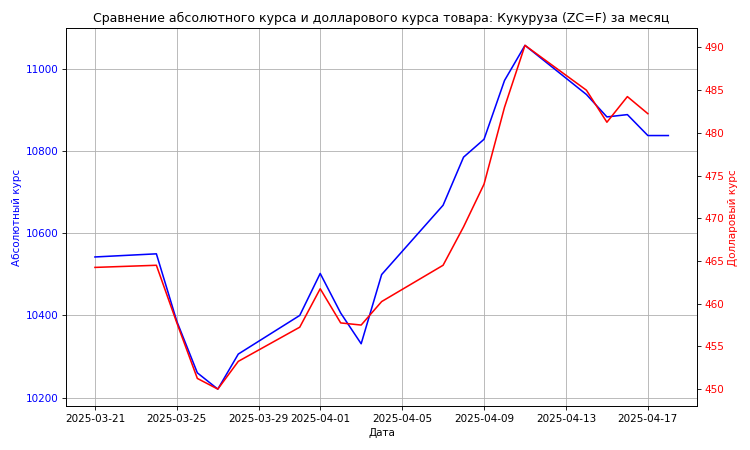 Сравнение абсолютного курса и долларового курса товара: Кукуруза (ZC=F) за месяц
Абсолютный курс
11000
10800
10600
10400
10200
490
485
480
475
470
465
460
455
450
Долларовый курс
2025-03-21 2025-03-25 2025-03-29 2025-04-01 2025-04-05 2025-04-09 2025-04-13 2025-04-17
Дата